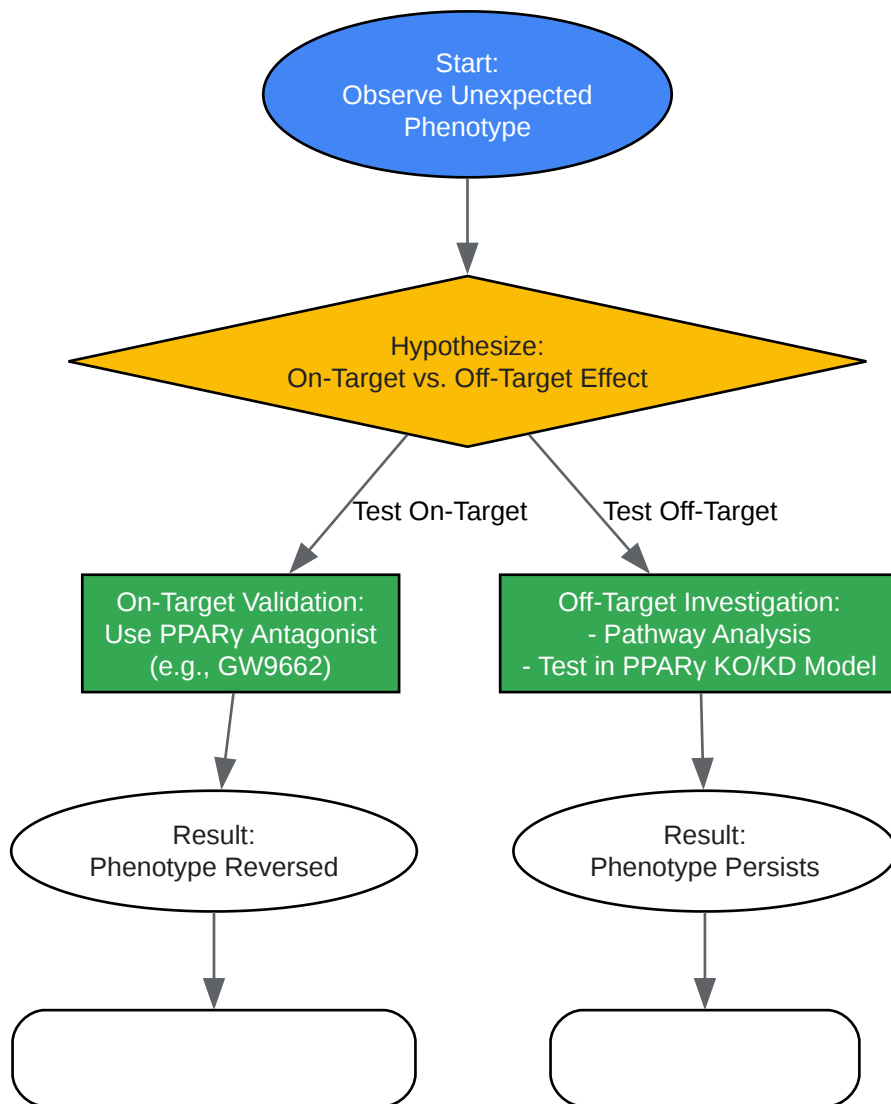 Start:
Observe Unexpected
Phenotype
Hypothesize:
On-Target vs. Off-Target Effect
Test On-Target
Test Off-Target
On-Target Validation:
Use PPARγ Antagonist
(e.g., GW9662)
Off-Target Investigation:
- Pathway Analysis
- Test in PPARγ KO/KD Model
Result:
Phenotype Reversed
Result:
Phenotype Persists